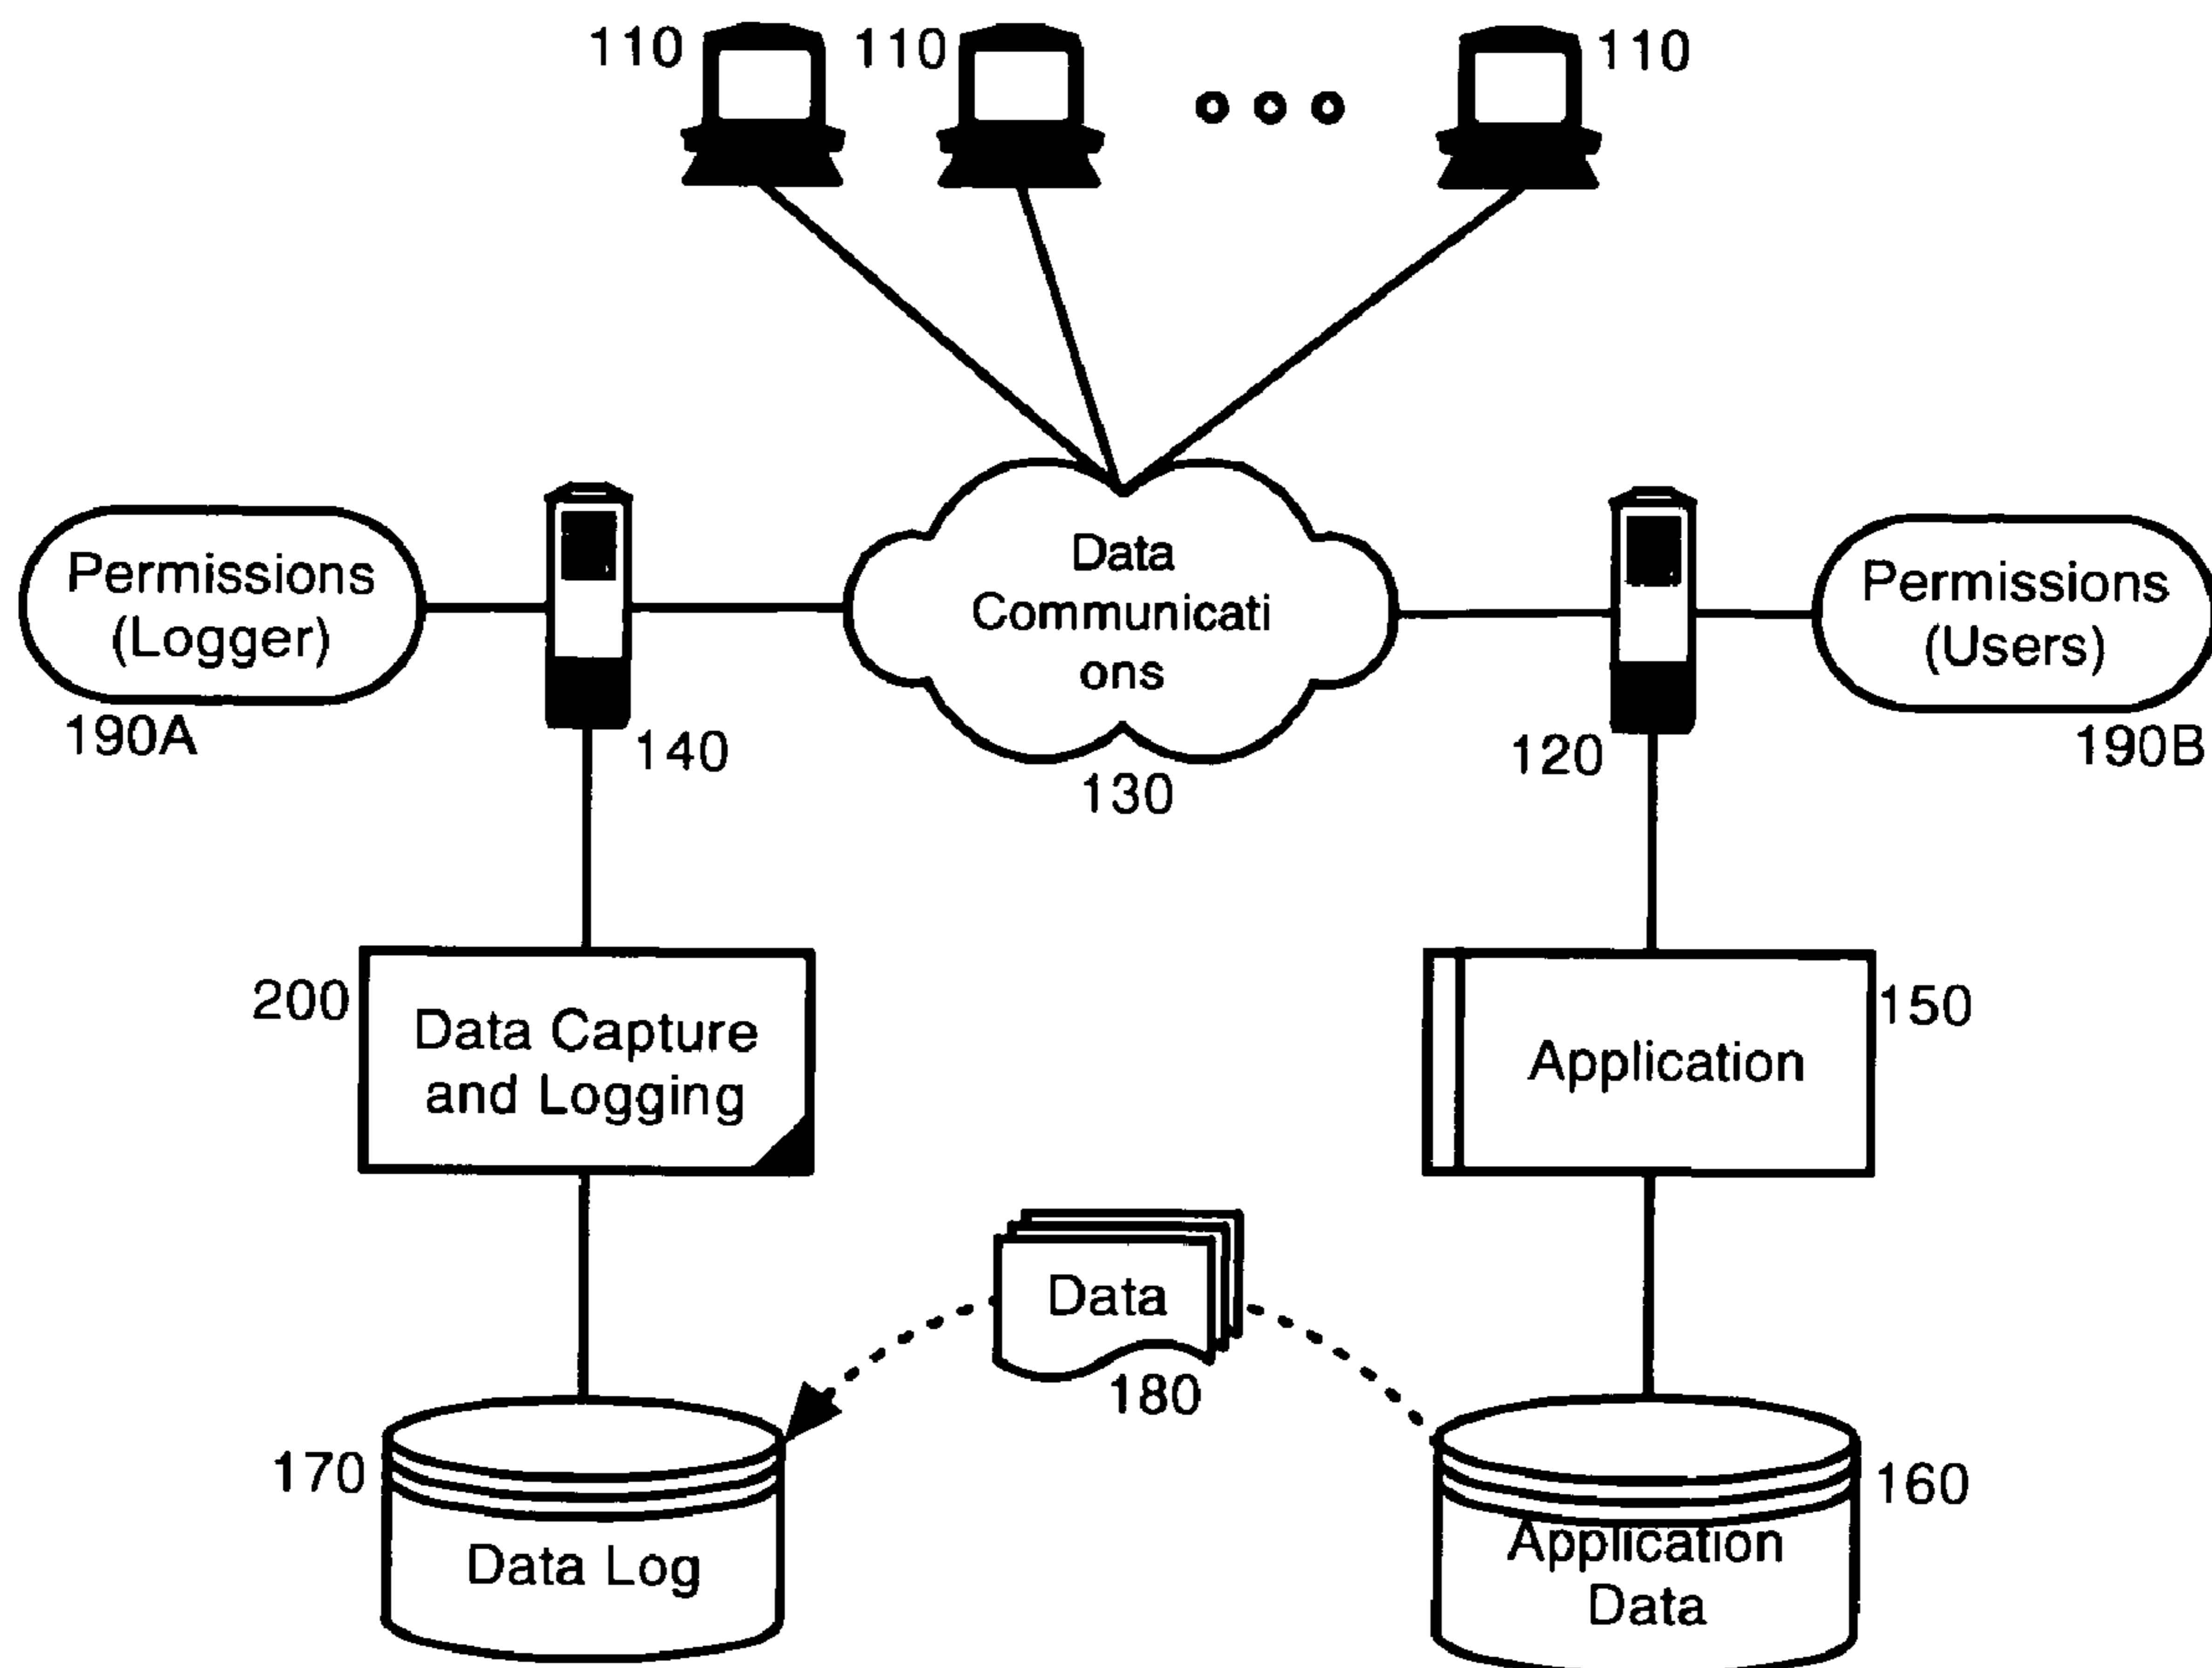 110
110
110
Data
Communicati
ons
130
Permissions
(Logger)
190A
140
120
Permissions
(Users)
190B
200
Data Capture
and Logging
Application
150
Data
180
170
Data Log
160
Application
Data